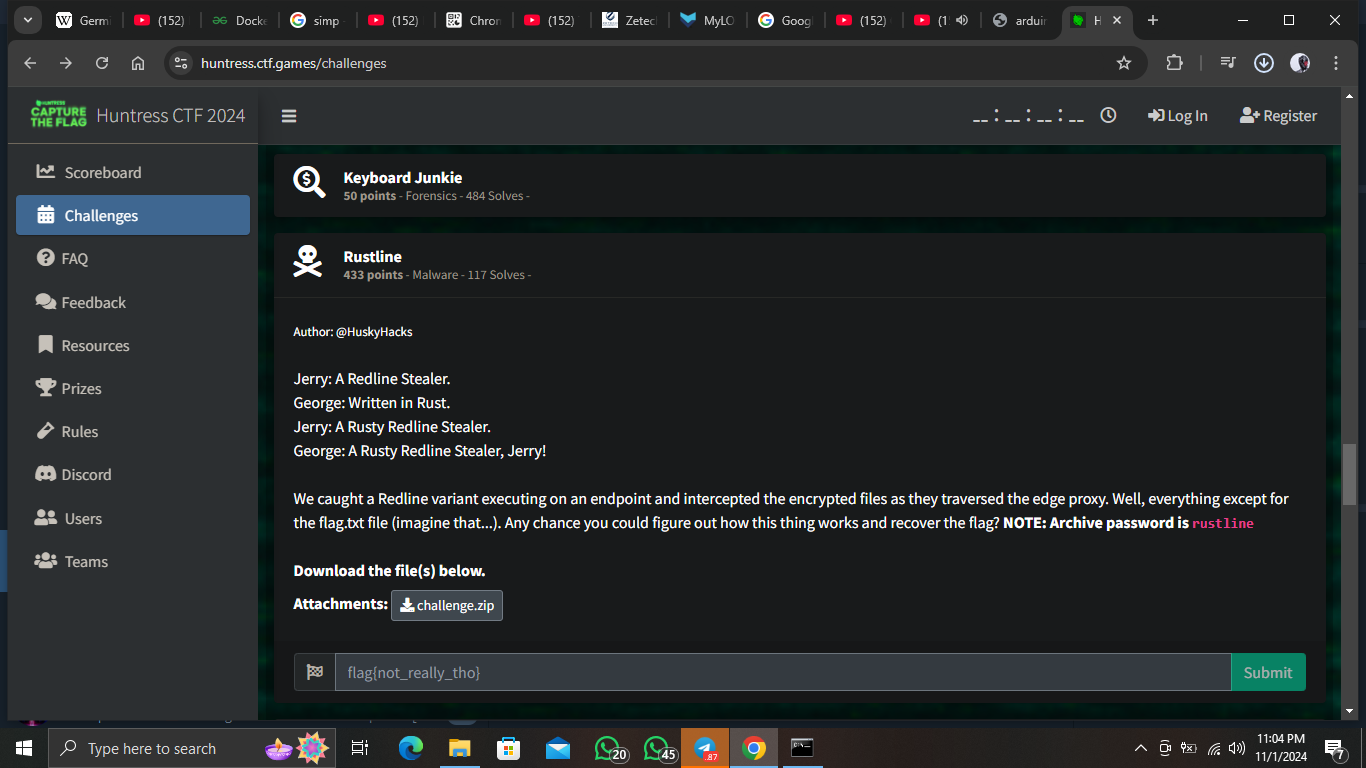 Germi
(152)
Docke
simp
(152)
Chron
(152)
Zetec
MyLO
Googl
(152)
(1
arduir
H
huntress.ctf.games/challenges
HUNTRESS
CAPTURE
THE FLAG
Huntress CTF 2024
-- : -- : -- : --
Log In
Register
Scoreboard
Challenges
FAQ
Feedback
Resources
Prizes
Rules
Discord
Users
Teams
Keyboard Junkie
50 points - Forensics - 484 Solves -
Rustline
433 points - Malware - 117 Solves -
Author: @HuskyHacks
Jerry: A Redline Stealer.
George: Written in Rust.
Jerry: A Rusty Redline Stealer.
George: A Rusty Redline Stealer, Jerry!
We caught a Redline variant executing on an endpoint and intercepted the encrypted files as they traversed the edge proxy. Well, everything except for
the flag.txt file (imagine that...). Any chance you could figure out how this thing works and recover the flag? NOTE: Archive password is rustline
Download the file(s) below.
Attachments: challenge.zip
flag{not_really_tho}
Submit
Type here to search
20
45
.87
11:04 PM
11/1/2024
7